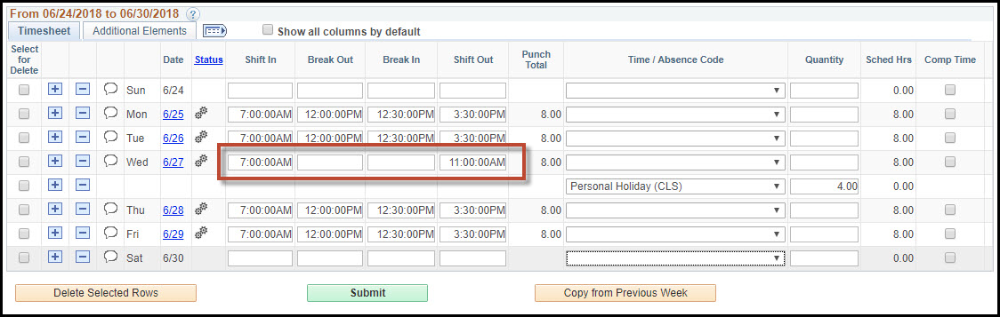 From 06/24/2018 to 06/30/2018 ?
Timesheet Additional Elements Show all columns by default
Select for Delete Date Status Shift In Break Out Break In Shift Out Punch Total Time / Absence Code Quantity Sched Hrs Comp Time
Sun 6/24 0.00
Mon 6/25 7:00:00AM 12:00:00PM 12:30:00PM 3:30:00PM 8.00 8.00
Tue 6/26 7:00:00AM 12:00:00PM 12:30:00PM 3:30:00PM 8.00 8.00
Wed 6/27 7:00:00AM 11:00:00AM 8.00 8.00
Personal Holiday (CLS) 4.00 0.00
Thu 6/28 7:00:00AM 12:00:00PM 12:30:00PM 3:30:00PM 8.00 8.00
Fri 6/29 7:00:00AM 12:00:00PM 12:30:00PM 3:30:00PM 8.00 8.00
Sat 6/30 0.00
Delete Selected Rows Submit Copy from Previous Week